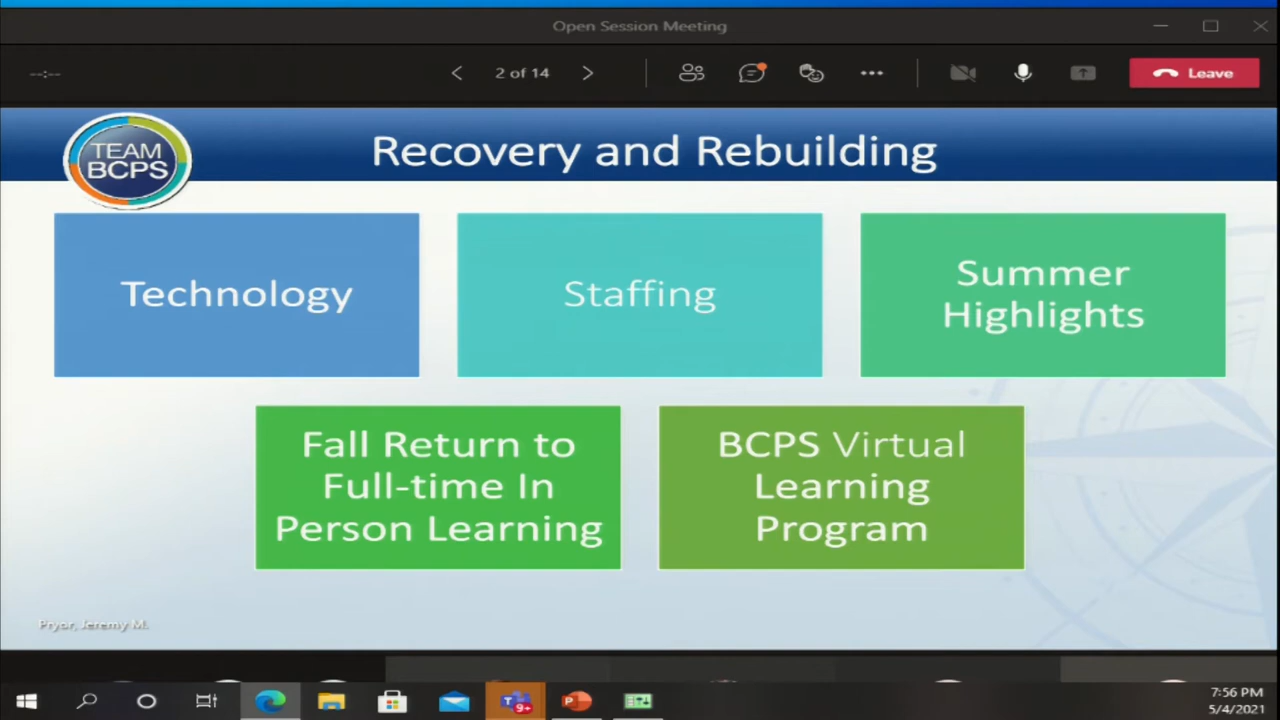 Open Session Meeting
--:--
2 of 14
Leave
TEAM
BCPS
Recovery and Rebuilding
Technology
Staffing
Summer
Highlights
Fall Return to
Full-time In
Person Learning
BCPS Virtual
Learning
Program
Pryor, Jeremy M.
9+
7:56 PM
5/4/2021